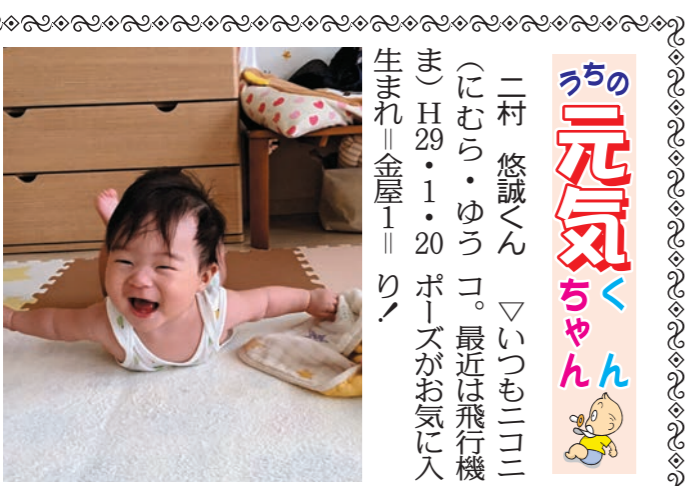 うちの
元気
くん
ちゃん
二村　悠誠くん
（にむら・ゆう
ま）H29・1・20
生まれ＝金屋1＝
▽いつもニコニ
コ。最近は飛行機
ポーズがお気に入
り！